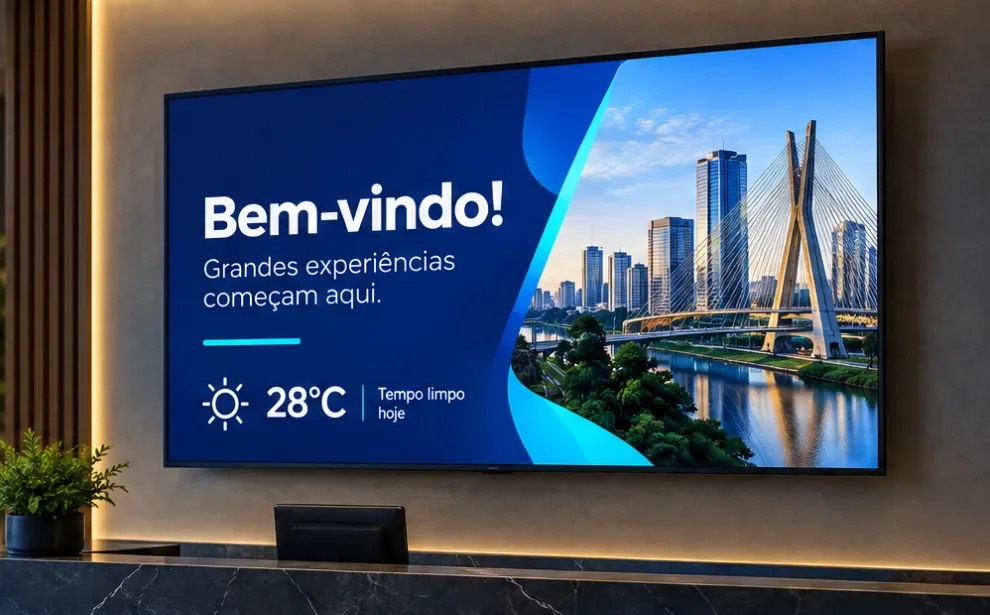 Bem-vindo!
Grandes experiências
começam aqui.
28°C
Tempo limpo
hoje